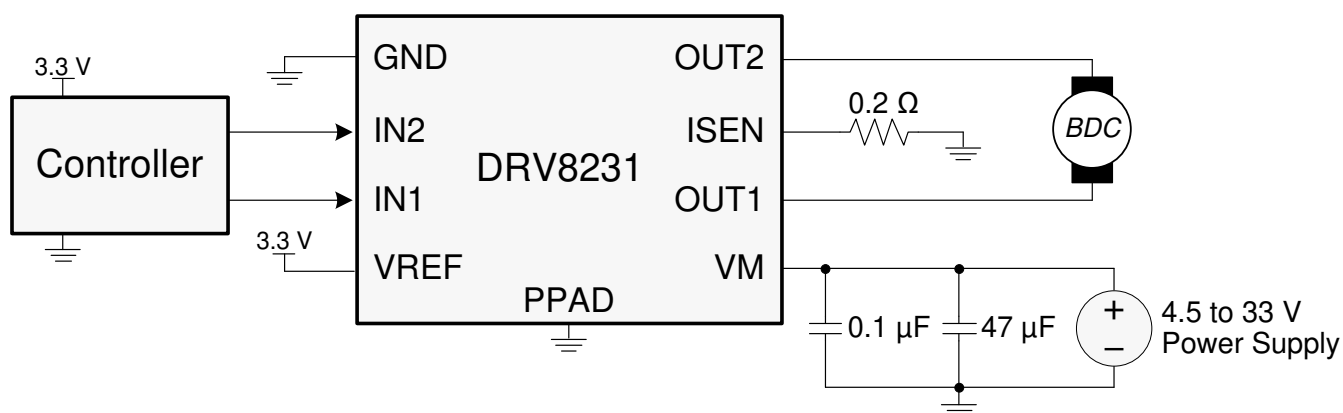 3.3 V
Controller
GND
IN2
IN1
3.3 V
VREF
DRV8231
PPAD
OUT2
ISEN
OUT1
VM
0.2 Ω
BDC
0.1 µF
47 µF
4.5 to 33 V
Power Supply